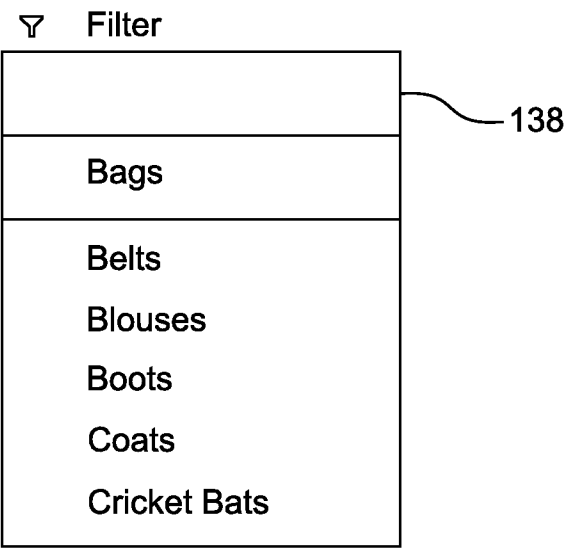 Filter
138
Bags
Belts
Blouses
Boots
Coats
Cricket Bats